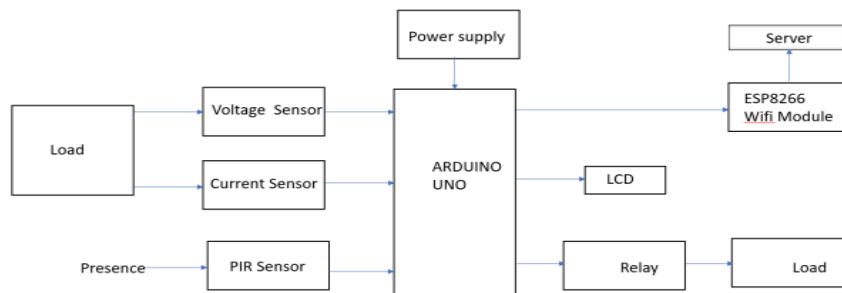 Power supply
Server
Voltage Sensor
ESP8266
Wifi Module
Load
ARDUINO
UNO
Current Sensor
LCD
Presence
PIR Sensor
Relay
Load